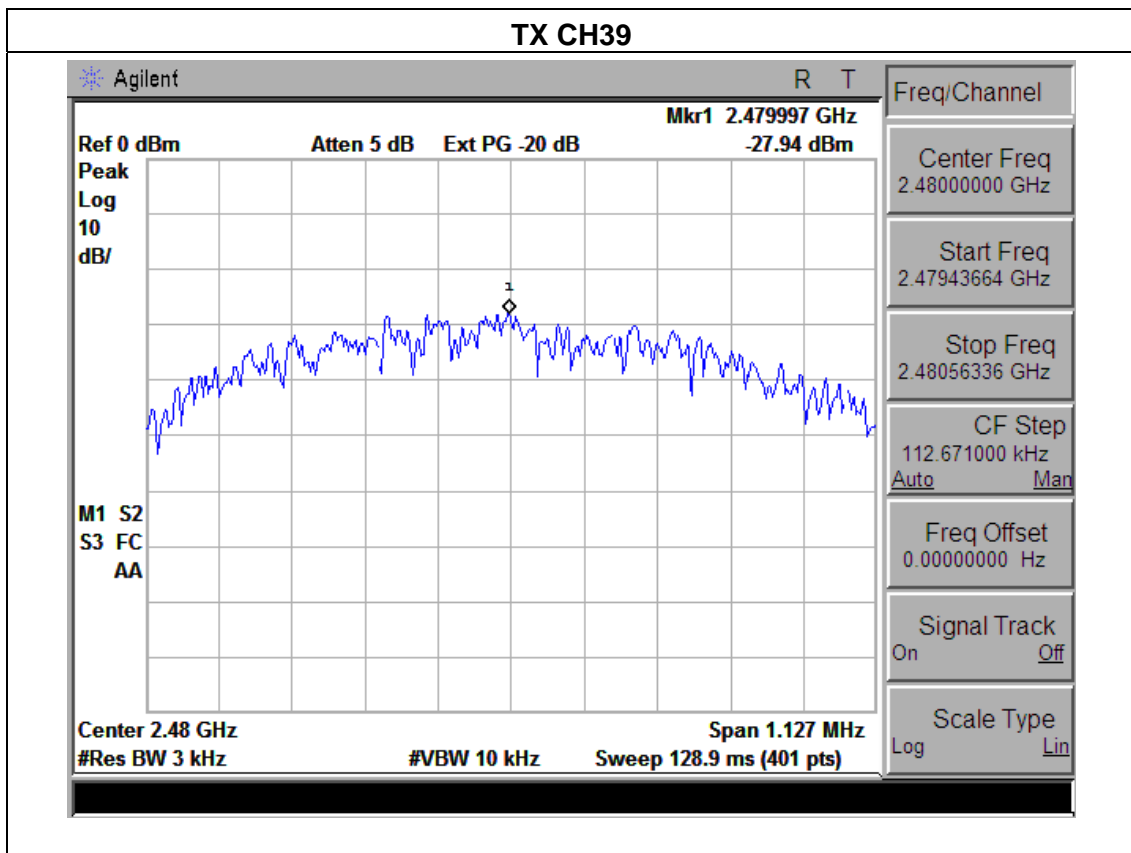 TX CH39
Agilent R T
Mkr1 2.479997 GHz
Ref 0 dBm Atten 5 dB Ext PG -20 dB -27.94 dBm
Peak
Log
10
dB/
1
M1 S2
S3 FC
AA
Center 2.48 GHz Span 1.127 MHz
#Res BW 3 kHz #VBW 10 kHz Sweep 128.9 ms (401 pts)
Freq/Channel
Center Freq
2.48000000 GHz
Start Freq
2.47943664 GHz
Stop Freq
2.48056336 GHz
CF Step
112.671000 kHz
Auto Man
Freq Offset
0.00000000 Hz
Signal Track
On Off
Scale Type
Log Lin